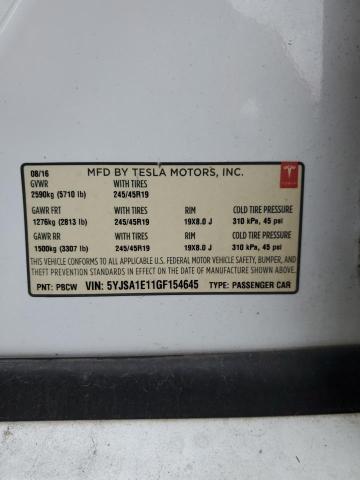 08/16 MFD BY TESLA MOTORS, INC.
GVWR WITH TIRES
2590kg (5710 lb) 245/45R19
GAWR FRT WITH TIRES RIM COLD TIRE PRESSURE
1276kg (2813 lb) 245/45R19 19X8.0 J 310 kPa, 45 psi
GAWR RR WITH TIRES RIM COLD TIRE PRESSURE
1500kg (3307 lb) 245/45R19 19X8.0 J 310 kPa, 45 psi
THIS VEHICLE CONFORMS TO ALL APPLICABLE U.S. FEDERAL MOTOR VEHICLE SAFETY, BUMPER, AND
THEFT PREVENTION STANDARDS IN EFFECT ON THE DATE OF MANUFACTURE SHOWN ABOVE.
PNT: PBCW VIN: 5YJSA1E11GF154645 TYPE: PASSENGER CAR